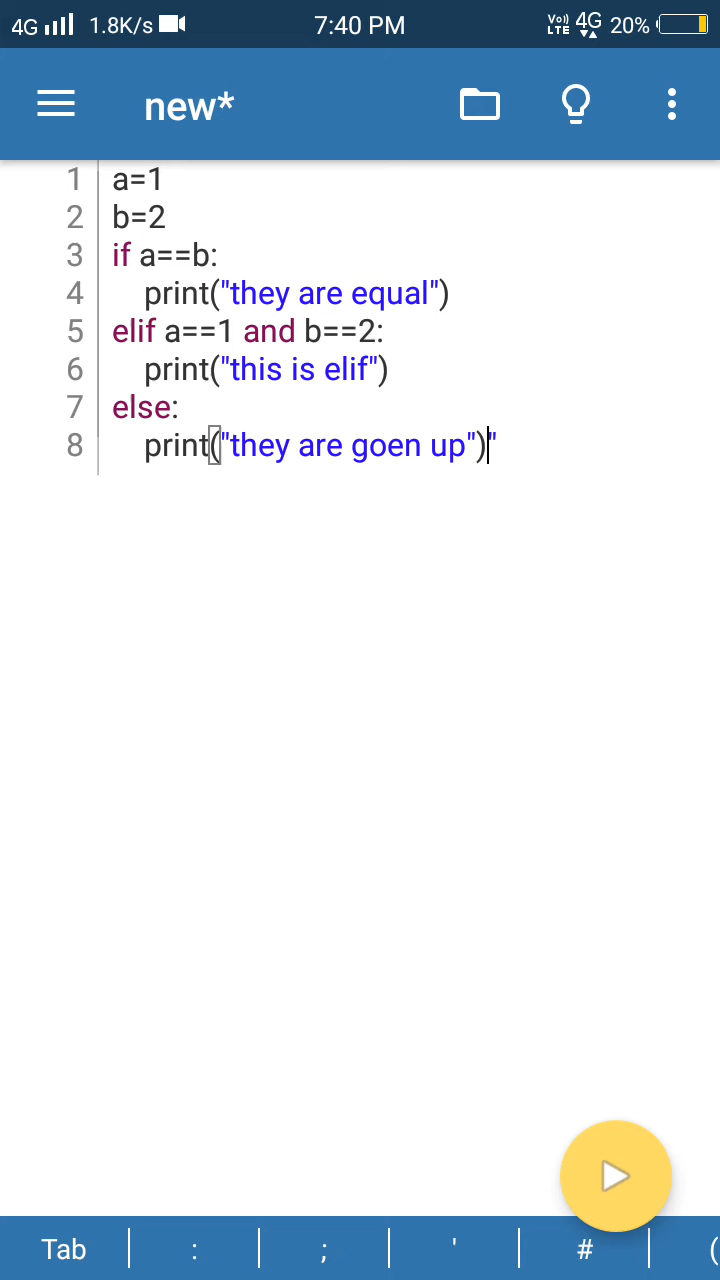 4G 1.8K/s 7:40 PM Vo)) LTE 4G 20%
new*
1 a=1
2 b=2
3 if a==b:
4     print("they are equal")
5 elif a==1 and b==2:
6     print("this is elif")
7 else:
8     print("they are goen up")"
Tab : ; ' # (